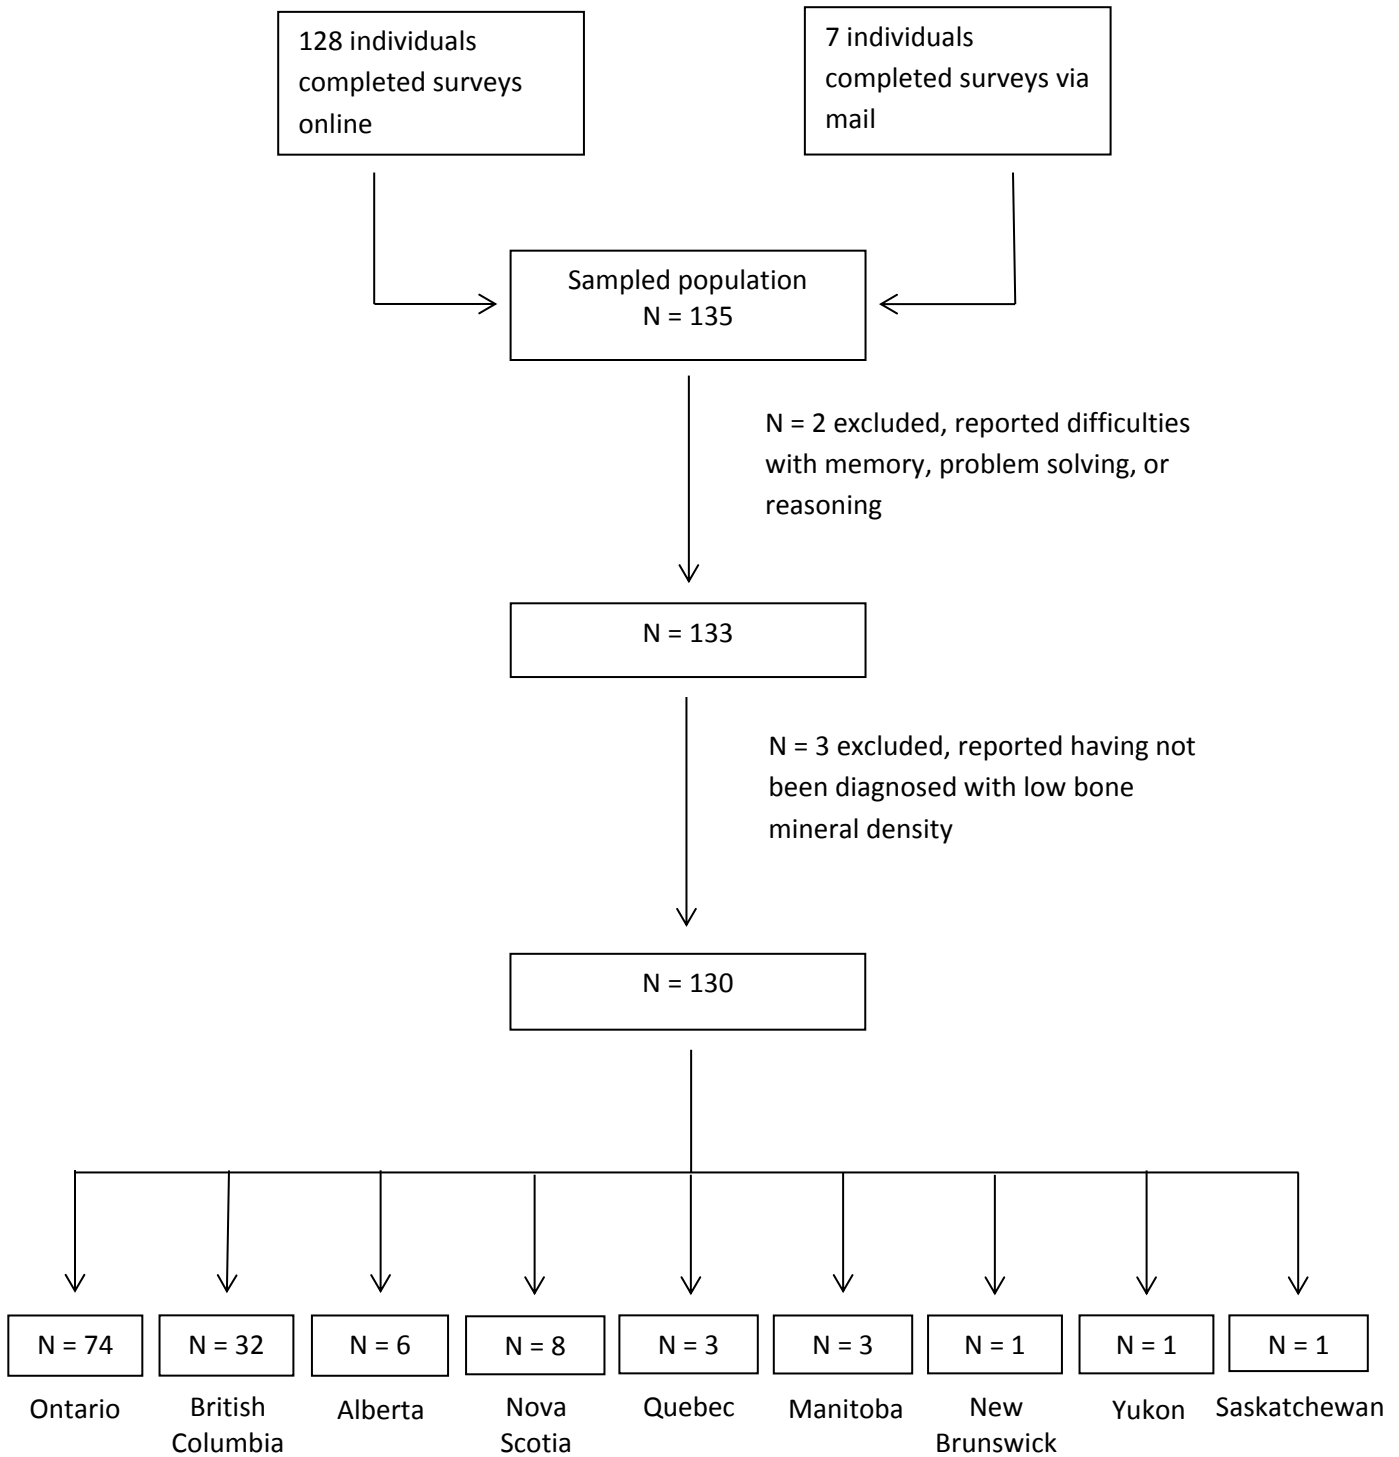 128 individuals
completed surveys
online
7 individuals
completed surveys via
mail
Sampled population
N = 135
N = 2 excluded, reported difficulties
with memory, problem solving, or
reasoning
N = 133
N = 3 excluded, reported having not
been diagnosed with low bone
mineral density
N = 130
N = 74
N = 32
N = 6
N = 8
N = 3
N = 3
N = 1
N = 1
N = 1
Ontario
British
Columbia
Alberta
Nova
Scotia
Quebec
Manitoba
New
Brunswick
Yukon
Saskatchewan